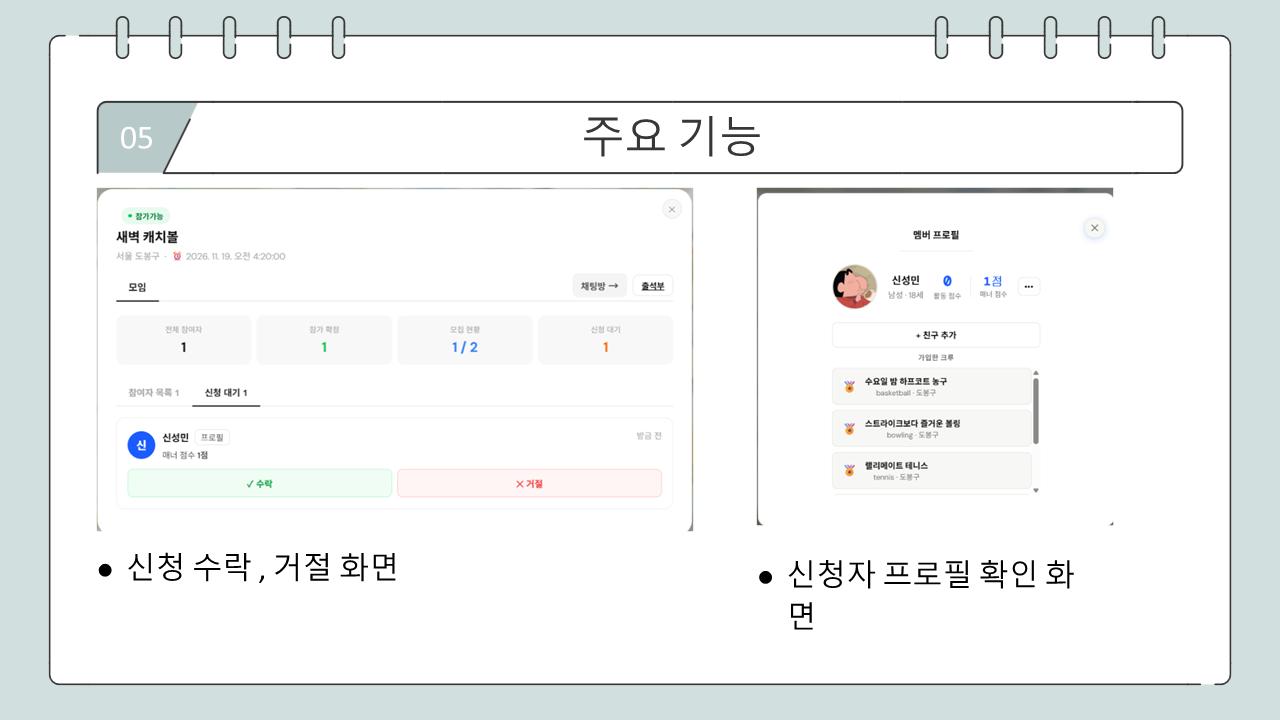 05
주요 기능
참가가능
새벽 캐치볼
서울 도봉구 · 2026. 11. 19. 오전 4:20:00
모임
채팅방 →
출석부
전체 참여자
참가 확정
모집 현황
신청 대기
1
1
1 / 2
1
참여자 목록 1
신청 대기 1
신
신성민
프로필
방금 전
매너 점수 1점
✓ 수락
✕ 거절
신청 수락 , 거절 화면
멤버 프로필
신성민
0
1점
남성 · 18세
활동 점수
매너 점수
+ 친구 추가
가입한 크루
수요일 밤 하프코트 농구
basketball · 도봉구
스트라이크보다 즐거운 볼링
bowling · 도봉구
랠리메이트 테니스
tennis · 도봉구
신청자 프로필 확인 화
면